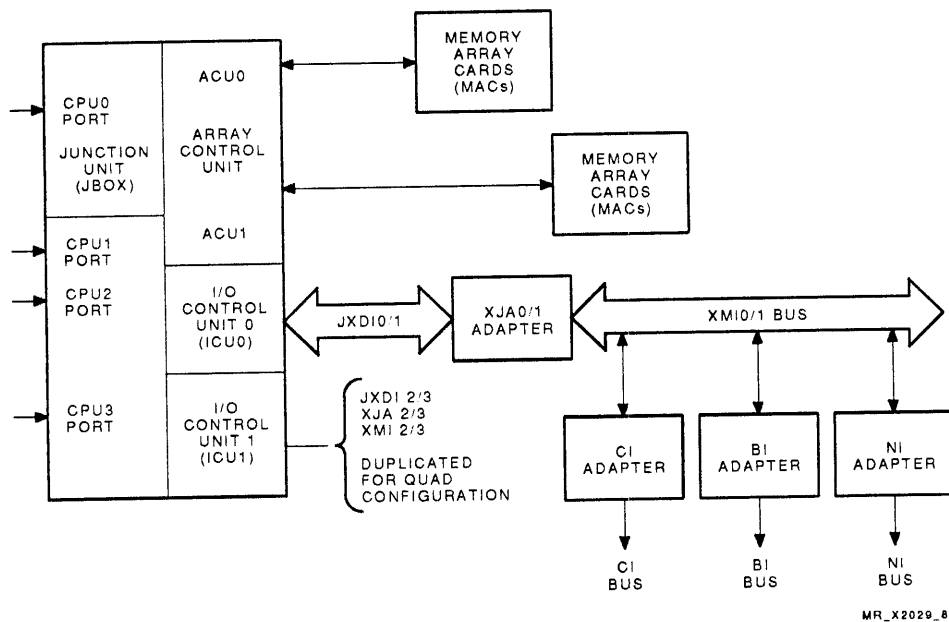 CPU0
PORT
JUNCTION
UNIT
(JBOX)
CPU1
PORT
CPU2
PORT
CPU3
PORT
ACU0
ARRAY
CONTROL
UNIT
ACU1
I/O
CONTROL
UNIT 0
(ICU0)
I/O
CONTROL
UNIT 1
(ICU1)
MEMORY
ARRAY
CARDS
(MACs)
MEMORY
ARRAY
CARDS
(MACs)
JXDI0/1
XJA0/1
ADAPTER
XMI0/1 BUS
JXDI 2/3
XJA 2/3
XMI 2/3
DUPLICATED
FOR QUAD
CONFIGURATION
CI
ADAPTER
BI
ADAPTER
NI
ADAPTER
CI
BUS
BI
BUS
NI
BUS
MR_X2029_8